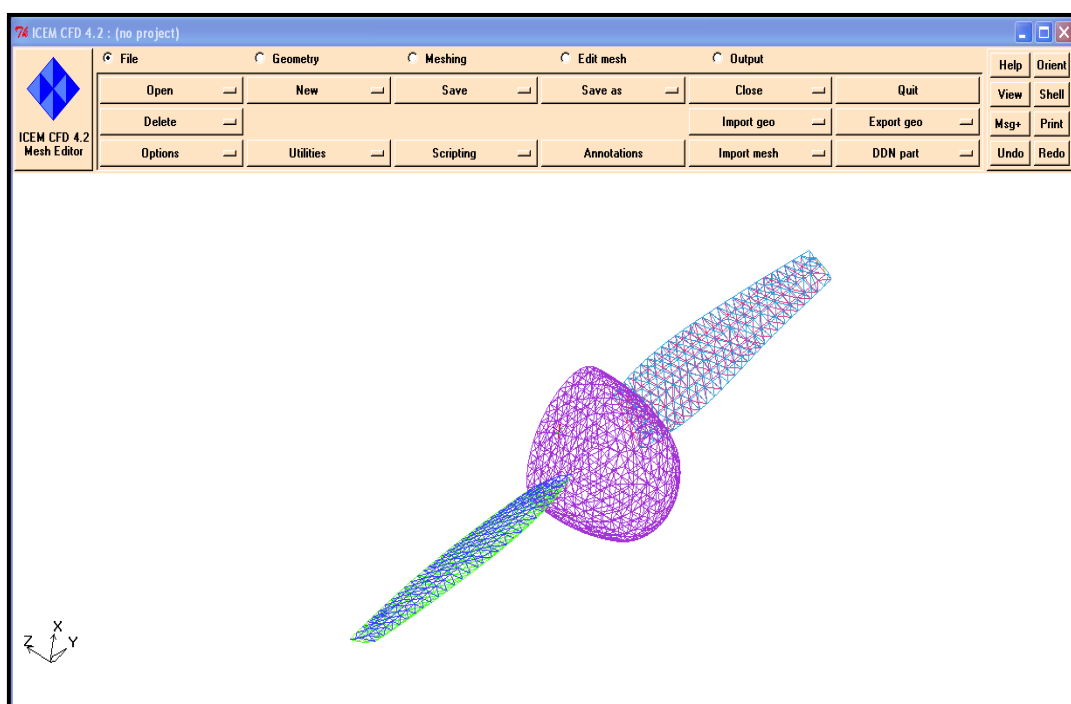 7k ICEM CFD 4.2 : (no project)
File Geometry Meshing Edit mesh Output
Help Orient
Open New Save Save as Close Quit
View Shell
Delete Import geo Export geo
Msg+ Print
ICEM CFD 4.2
Mesh Editor
Options Utilities Scripting Annotations Import mesh DDN part
Undo Redo
X
Z Y